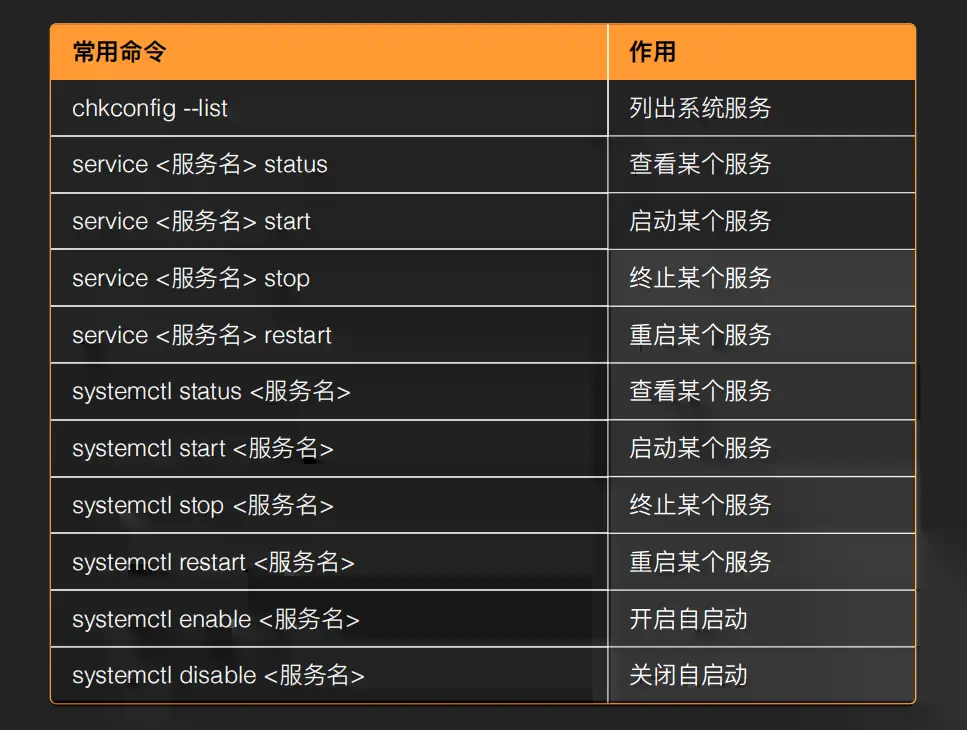 常用命令 作用
chkconfig --list 列出系统服务
service <服务名> status 查看某个服务
service <服务名> start 启动某个服务
service <服务名> stop 终止某个服务
service <服务名> restart 重启某个服务
systemctl status <服务名> 查看某个服务
systemctl start <服务名> 启动某个服务
systemctl stop <服务名> 终止某个服务
systemctl restart <服务名> 重启某个服务
systemctl enable <服务名> 开启自启动
systemctl disable <服务名> 关闭自启动